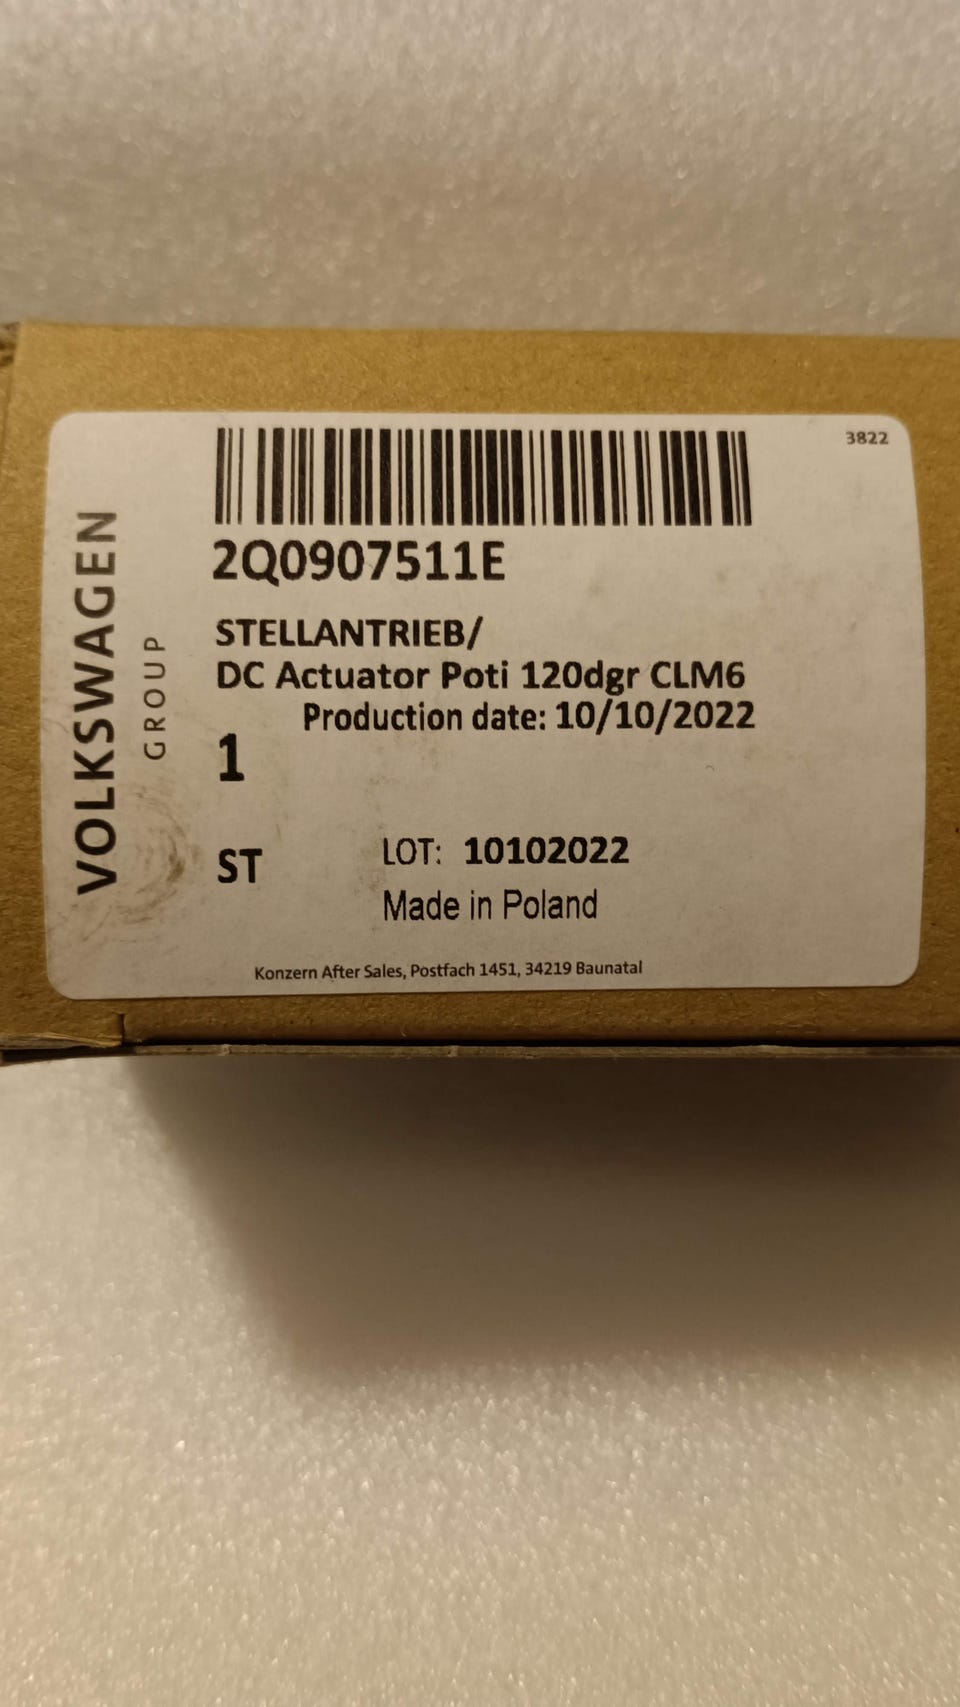 3822
2Q0907511E
STELLANTRIEB/
DC Actuator Poti 120dgr CLM6
Production date: 10/10/2022
1
ST
LOT: 10102022
Made in Poland
Konzern After Sales, Postfach 1451, 34219 Baunatal
VOLKSWAGEN
GROUP